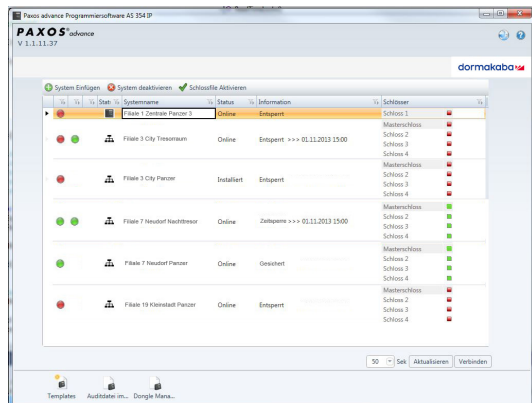 Paxos advance Programmiersoftware AS 354 IP
PAXOS® advance
V 1.1.11.37
dormakaba
System Einfügen System deaktivieren Schlossfile Aktivieren
Stat Systemname Status Information Schlösser
Filiale 1 Zentrale Panzer 3 Online Entsperrt Schloss 1
Masterschloss
Schloss 2
Filiale 3 City Tresorraum Online Entsperrt >>> 01.11.2013 15:00
Schloss 3
Schloss 4
Masterschloss
Schloss 2
Filiale 3 City Panzer Installiert Entsperrt
Schloss 3
Schloss 4
Masterschloss
Schloss 2
Filiale 7 Neudorf Nachttresor Online Zeitsperre >>> 01.11.2013 15:00
Schloss 3
Schloss 4
Masterschloss
Schloss 2
Filiale 7 Neudorf Panzer Online Gesichert
Schloss 3
Schloss 4
Masterschloss
Schloss 2
Filiale 19 Kleinstadt Panzer Online Entsperrt
Schloss 3
Schloss 4
50 Sek Aktualisieren Verbinden
Templates Auditdatei im... Dongle Mana...